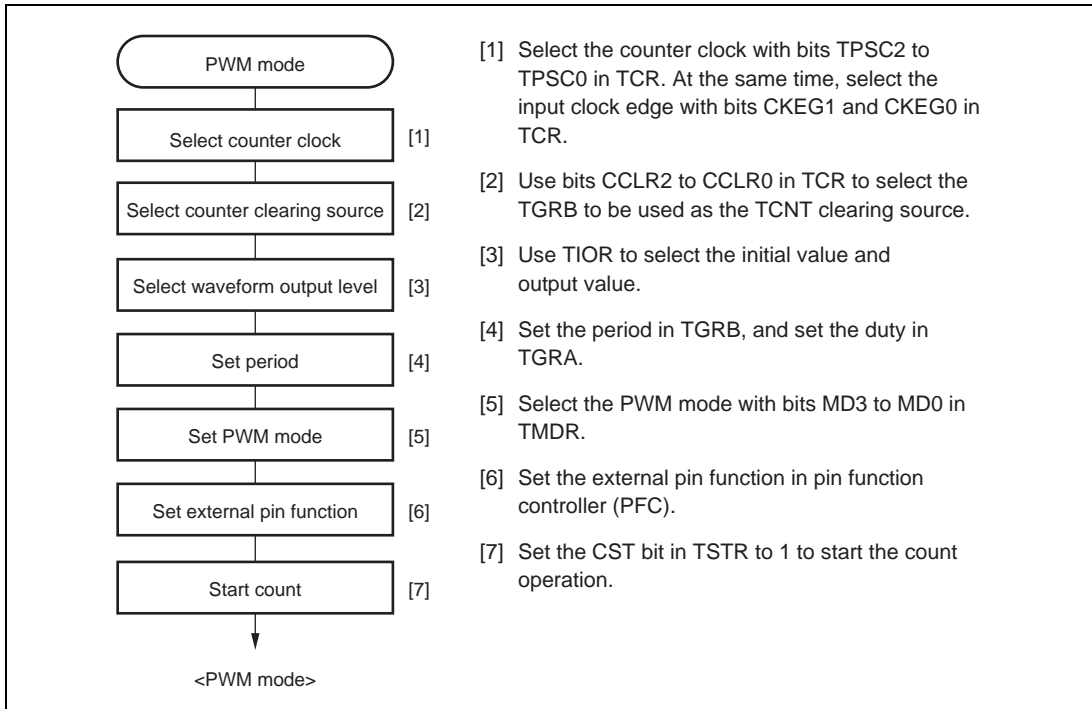 PWM mode
Select counter clock [1]
Select counter clearing source [2]
Select waveform output level [3]
Set period [4]
Set PWM mode [5]
Set external pin function [6]
Start count [7]
<PWM mode>
[1] Select the counter clock with bits TPSC2 to
TPSC0 in TCR. At the same time, select the
input clock edge with bits CKEG1 and CKEG0 in
TCR.
[2] Use bits CCLR2 to CCLR0 in TCR to select the
TGRB to be used as the TCNT clearing source.
[3] Use TIOR to select the initial value and
output value.
[4] Set the period in TGRB, and set the duty in
TGRA.
[5] Select the PWM mode with bits MD3 to MD0 in
TMDR.
[6] Set the external pin function in pin function
controller (PFC).
[7] Set the CST bit in TSTR to 1 to start the count
operation.